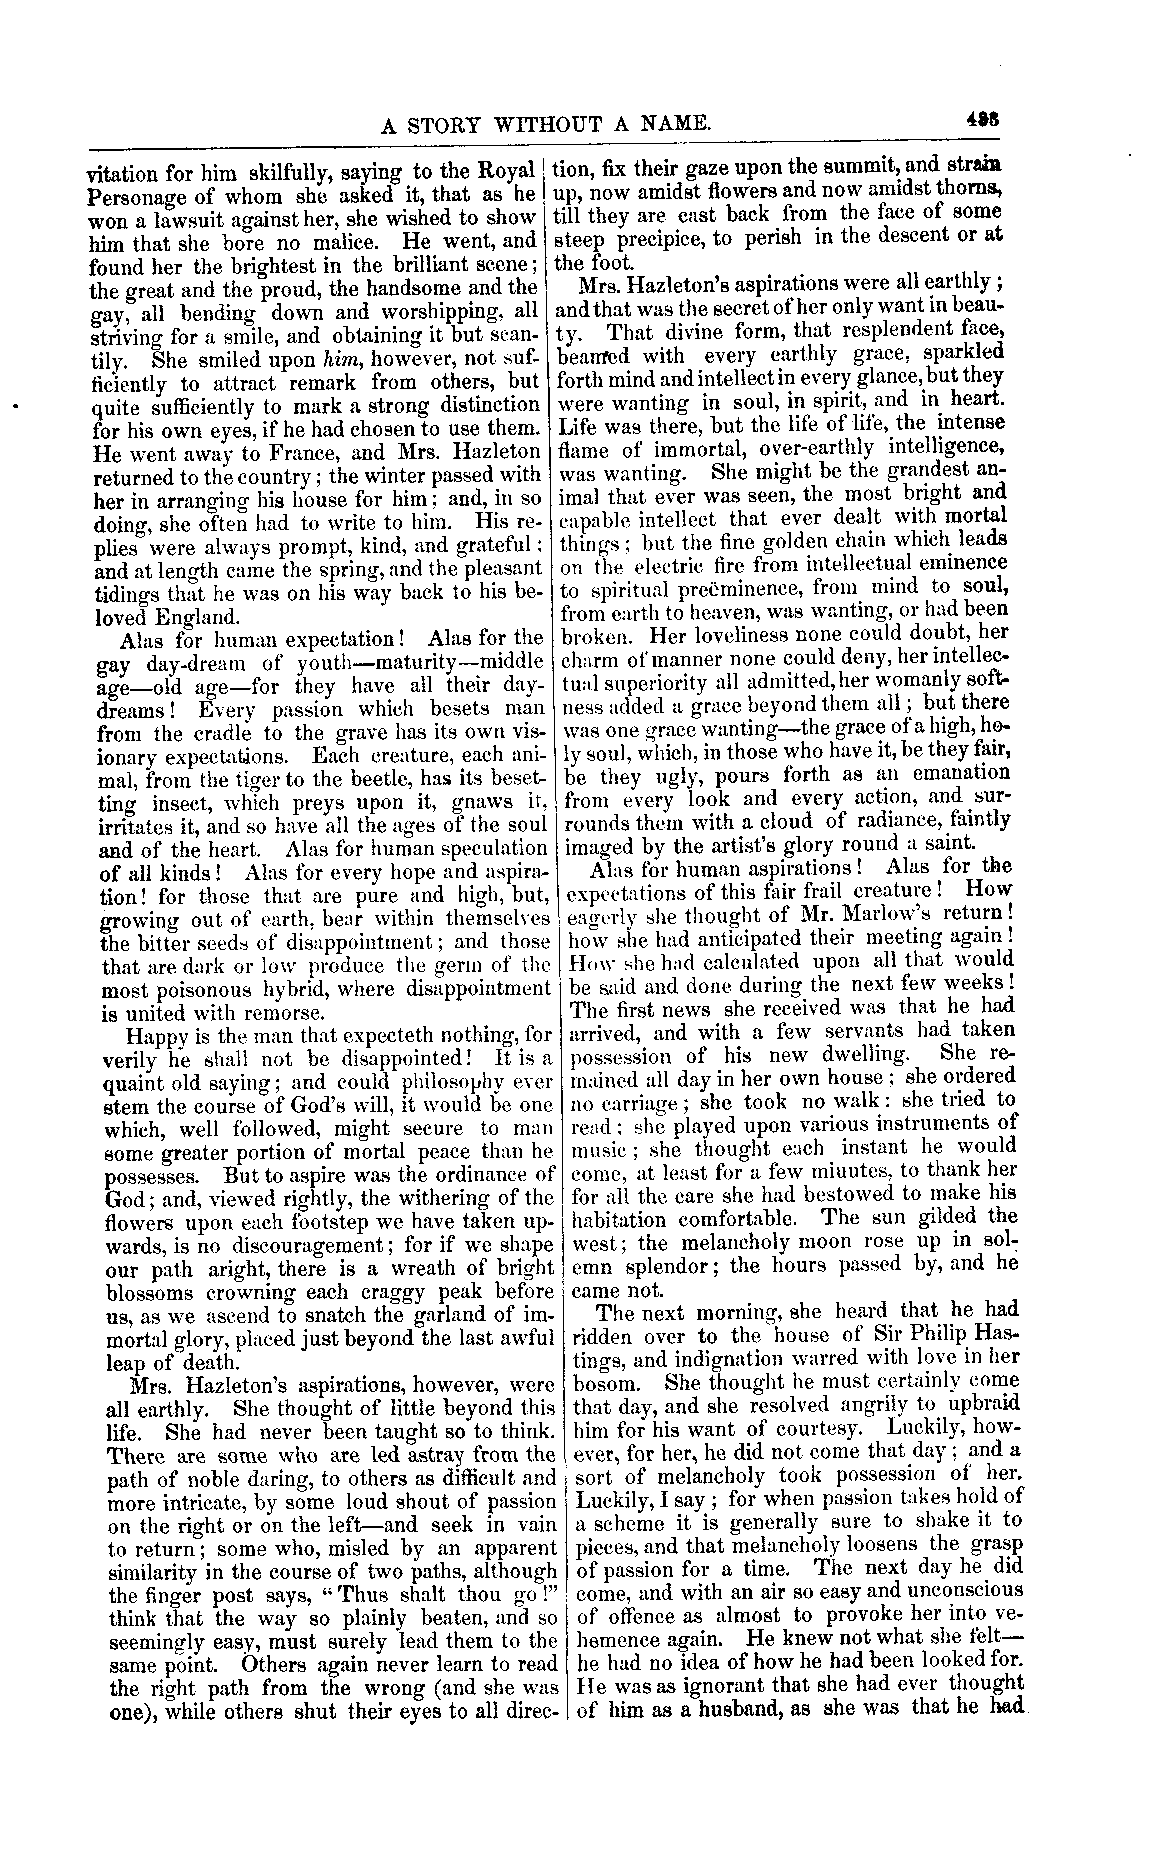 A STORY WITHOUT A NAME.
vitation for him skilfully, saying to the Royal
Personage of whom she asked it, that as he
won a lawsuit against her, she wished to show
him that she bore no malice. He went, and
found her the brightest in the brilliant scene;
the great and the proud, the handsome and the
gay, all bending down and worshipping, all
striving for a smile, and obtaining it but scan-
tily. She smiled upon him, however, not suf-
ficiently to attract remark from others, but
quite sufficiently to mark a strong distinction
for his own eyes, if he had chosen to use them.
He went away to France, and Mrs. Hazleton
returned to the country; the winter passed with
her in arranging his house for him; and, in so
doing, she often had to write to him. His re-
plies were always prompt, kind, and grateful;
and at length came the spring, and the pleasant
tidings that he was on his way back to his be-
loved England.
Alas for human expectation! Alas for the
gay day-dream of youth—maturity—middle
age—old age—for they have all their day-
dreams! Every passion which besets man
from the cradle to the grave has its own vis-
ionary expectations. Each creature, each ani-
mal, from the tiger to the beetle, has its beset-
ting insect, which preys upon it, gnaws it,
irritates it, and so have all the ages of the soul
and of the heart. Alas for human speculation
of all kinds! Alas for every hope and aspira-
tion! for those that are pure and high, but,
growing out of earth, bear within themselves
the bitter seeds of disappointment; and those
that are dark or low produce the germ of the
most poisonous hybrid, where disappointment
is united with remorse.
Happy is the man that expecteth nothing, for
verily he shall not be disappointed! It is a
quaint old saying; and could philosophy ever
stem the course of God's will, it would be one
which, well followed, might secure to man
some greater portion of mortal peace than he
possesses. But to aspire was the ordinance of
God; and, viewed rightly, the withering of the
flowers upon each footstep we have taken up-
wards, is no discouragement; for if we shape
our path aright, there is a wreath of bright
blossoms crowning each craggy peak before
us, as we ascend to snatch the garland of im-
mortal glory, placed just beyond the last awful
leap of death.
Mrs. Hazleton's aspirations, however, were
all earthly. She thought of little beyond this
life. She had never been taught so to think.
There are some who are led astray from the
path of noble daring, to others as difficult and
more intricate, by some loud shout of passion
on the right or on the left—and seek in vain
to return; some who, misled by an apparent
similarity in the course of two paths, although
the finger post says, "Thus shalt thou go!"
think that the way so plainly beaten, and so
seemingly easy, must surely lead them to the
same point. Others again never learn to read
the right path from the wrong (and she was
one), while others shut their eyes to all direc-
tion, fix their gaze upon the summit, and strain
up, now amidst flowers and now amidst thorns,
till they are cast back from the face of some
steep precipice, to perish in the descent or at
the foot.
Mrs. Hazleton's aspirations were all earthly;
and that was the secret of her only want in beau-
ty. That divine form, that resplendent face,
beamed with every earthly grace, sparkled
forth mind and intellect in every glance, but they
were wanting in soul, in spirit, and in heart.
Life was there, but the life of life, the intense
flame of immortal, over-earthly intelligence,
was wanting. She might be the grandest an-
imal that ever was seen, the most bright and
capable intellect that ever dealt with mortal
things; but the fine golden chain which leads
on the electric fire from intellectual eminence
to spiritual preëminence, from mind to soul,
from earth to heaven, was wanting, or had been
broken. Her loveliness none could doubt, her
charm of manner none could deny, her intellec-
tual superiority all admitted, her womanly soft-
ness added a grace beyond them all; but there
was one grace wanting—the grace of a high, ho-
ly soul, which, in those who have it, be they fair,
be they ugly, pours forth as an emanation
from every look and every action, and sur-
rounds them with a cloud of radiance, faintly
imaged by the artist's glory round a saint.
Alas for human aspirations! Alas for the
expectations of this fair frail creature! How
eagerly she thought of Mr. Marlow's return!
how she had anticipated their meeting again!
How she had calculated upon all that would
be said and done during the next few weeks!
The first news she received was that he had
arrived, and with a few servants had taken
possession of his new dwelling. She re-
mained all day in her own house; she ordered
no carriage; she took no walk: she tried to
read; she played upon various instruments of
music; she thought each instant he would
come, at least for a few minutes, to thank her
for all the care she had bestowed to make his
habitation comfortable. The sun gilded the
west; the melancholy moon rose up in sol-
emn splendor; the hours passed by, and he
came not.
The next morning, she heard that he had
ridden over to the house of Sir Philip Has-
tings, and indignation warred with love in her
bosom. She thought he must certainly come
that day, and she resolved angrily to upbraid
him for his want of courtesy. Luckily, how-
ever, for her, he did not come that day; and a
sort of melancholy took possession of her.
Luckily, I say; for when passion takes hold of
a scheme it is generally sure to shake it to
pieces, and that melancholy loosens the grasp
of passion for a time. The next day he did
come, and with an air so easy and unconscious
of offence as almost to provoke her into ve-
hemence again. He knew not what she felt—
he had no idea of how he had been looked for.
He was as ignorant that she had ever thought
of him as a husband, as she was that he had